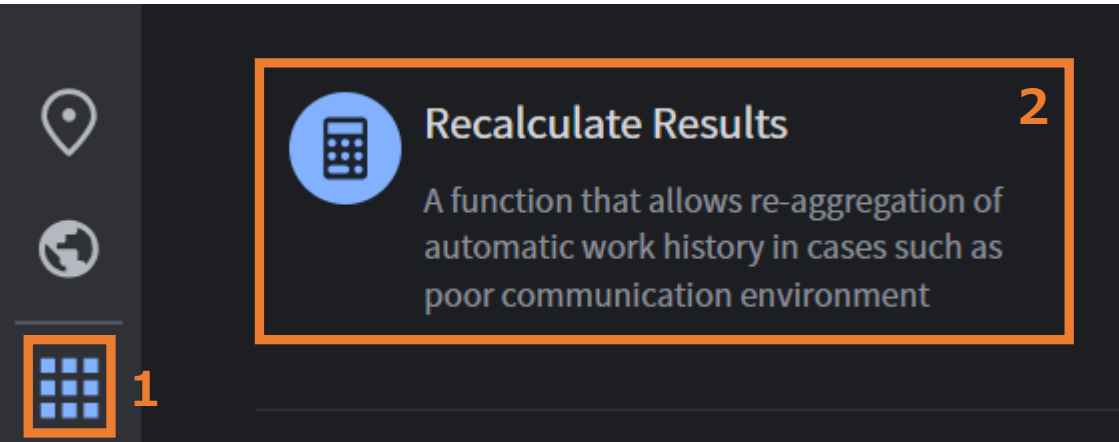 Recalculate Results
2
A function that allows re-aggregation of
automatic work history in cases such as
poor communication environment
1